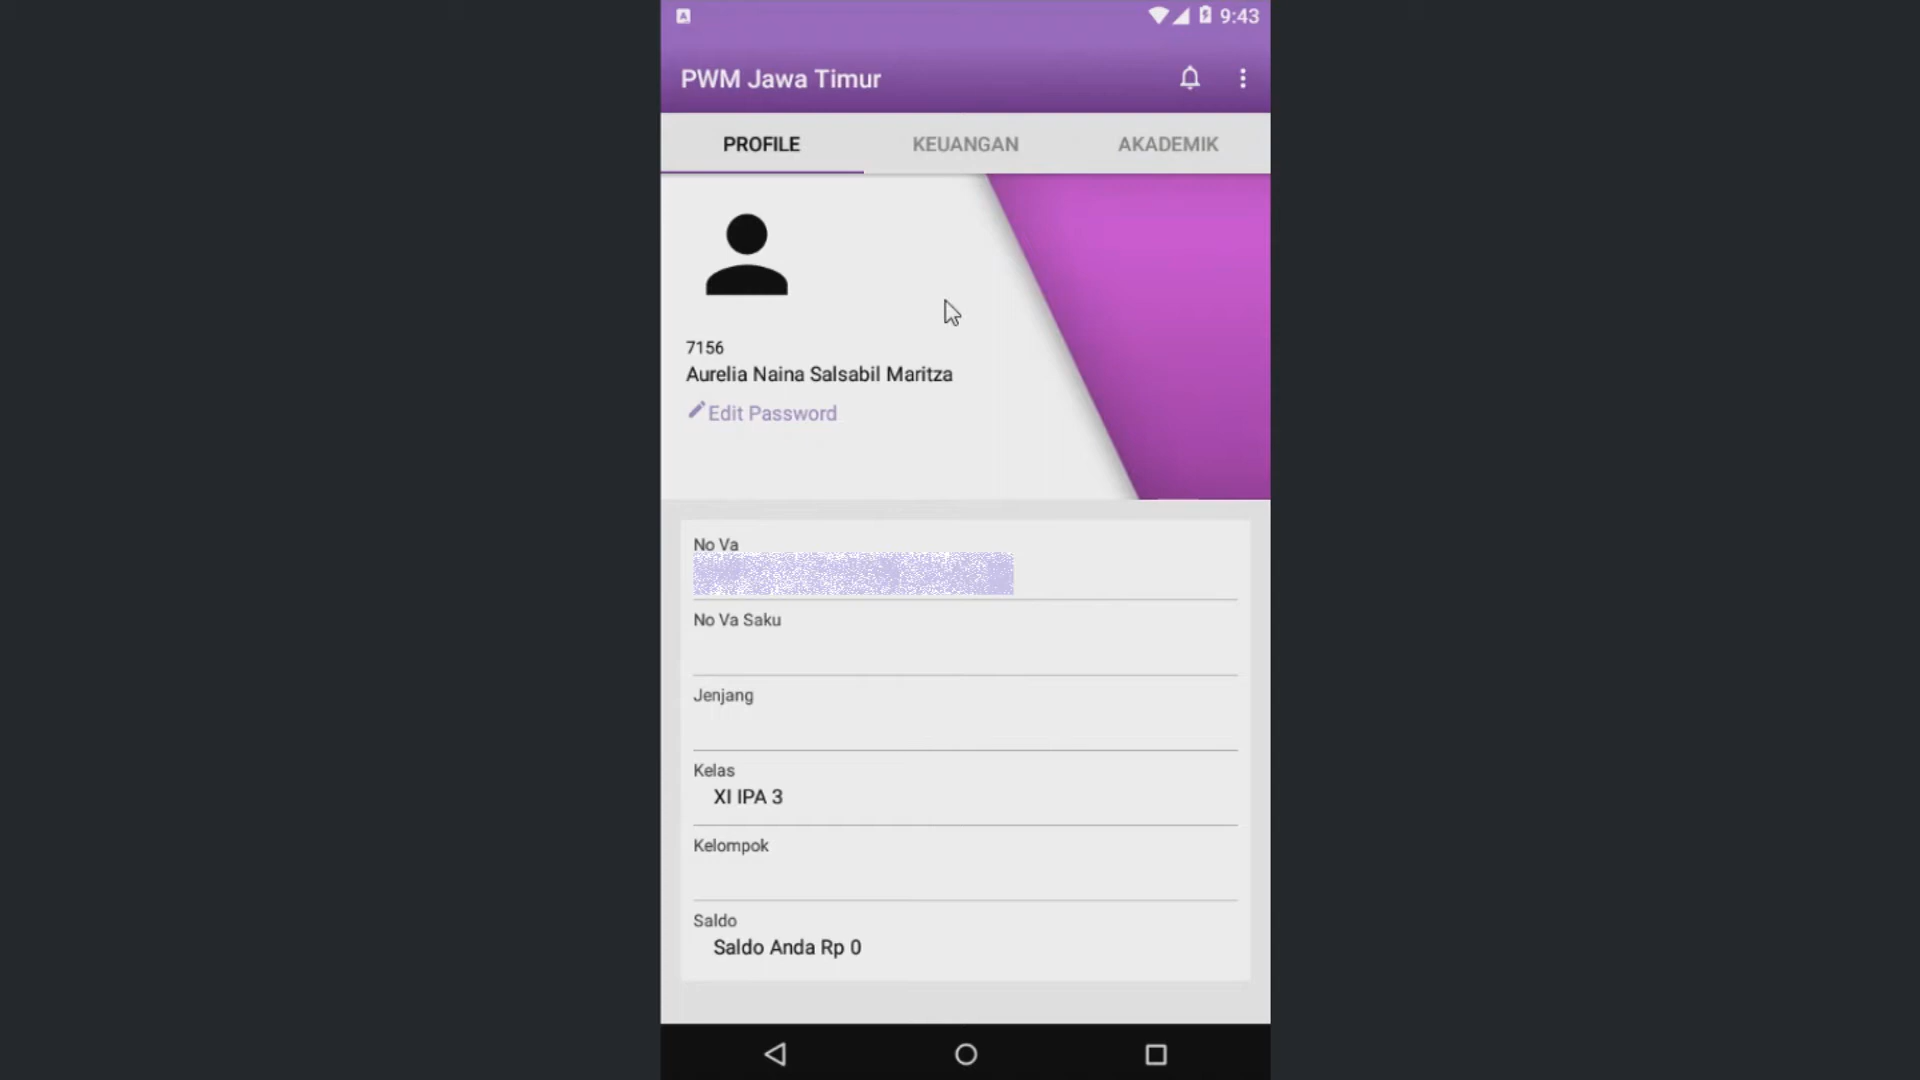 9:43
PWM Jawa Timur
PROFILE
KEUANGAN
AKADEMIK
7156
Aurelia Naina Salsabil Maritza
Edit Password
No Va
No Va Saku
Jenjang
Kelas
XI IPA 3
Kelompok
Saldo
Saldo Anda Rp 0